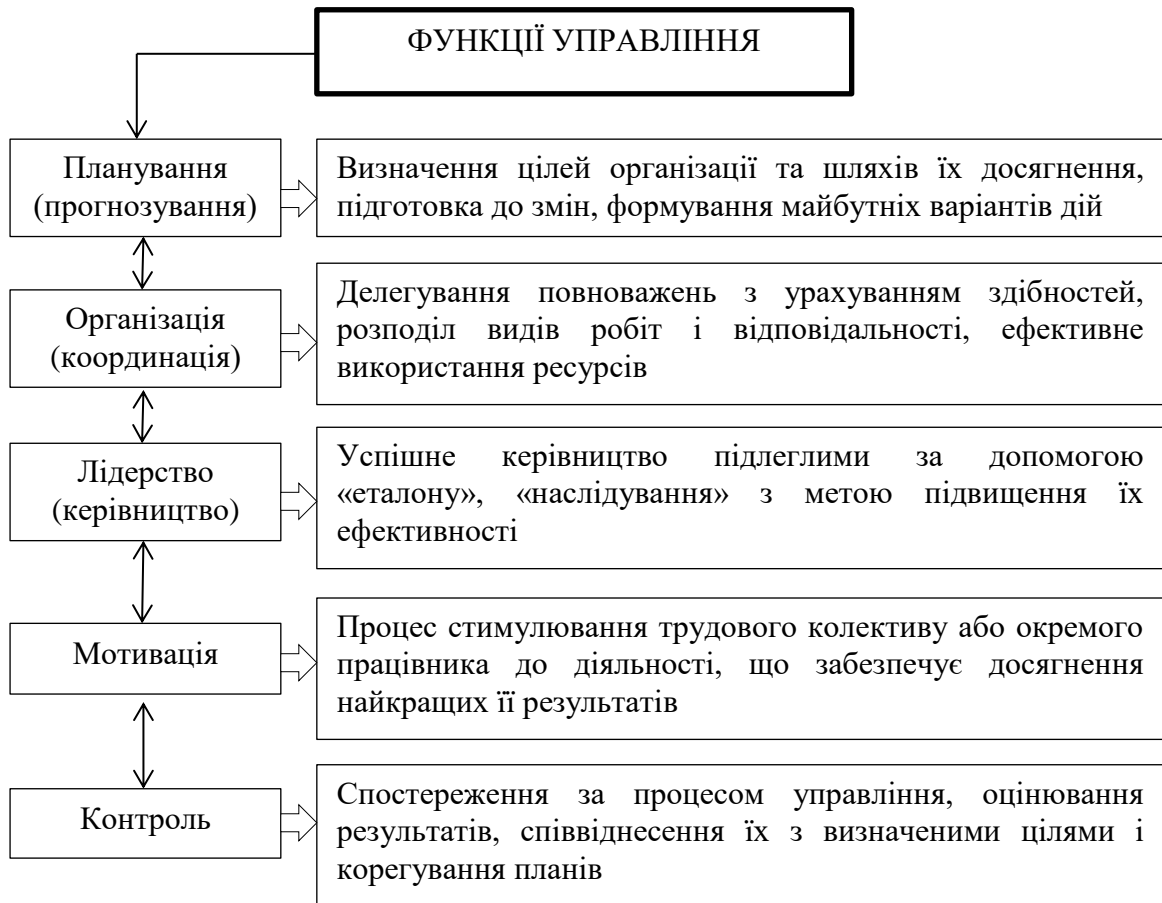 ФУНКЦІЇ УПРАВЛІННЯ
Планування
(прогнозування)
Визначення цілей організації та шляхів їх досягнення,
підготовка до змін, формування майбутніх варіантів дій
Організація
(координація)
Делегування повноважень з урахуванням здібностей,
розподіл видів робіт і відповідальності, ефективне
використання ресурсів
Лідерство
(керівництво)
Успішне керівництво підлеглими за допомогою
«еталону», «наслідування» з метою підвищення їх
ефективності
Мотивація
Процес стимулювання трудового колективу або окремого
працівника до діяльності, що забезпечує досягнення
найкращих її результатів
Контроль
Спостереження за процесом управління, оцінювання
результатів, співвіднесення їх з визначеними цілями і
корегування планів